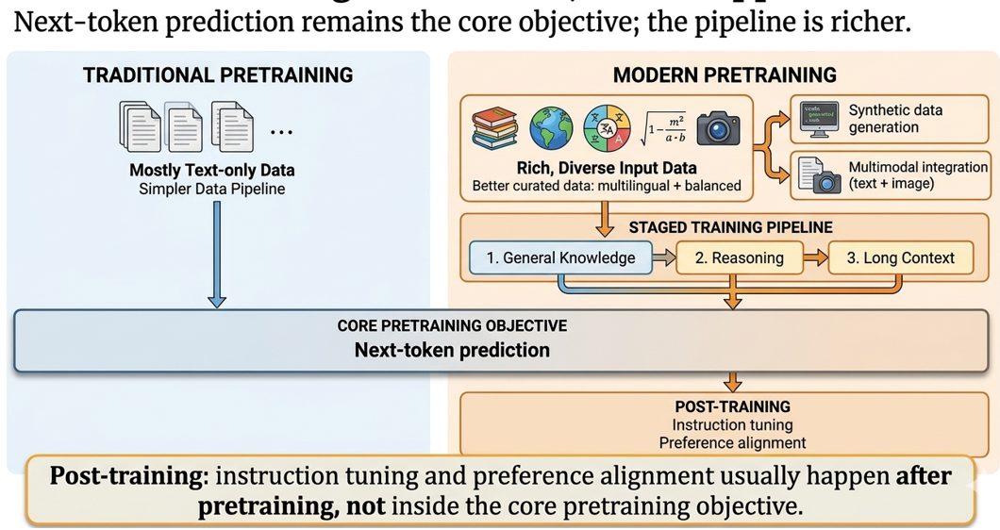 Next-token prediction remains the core objective; the pipeline is richer.
TRADITIONAL PRETRAINING
...
Mostly Text-only Data
Simpler Data Pipeline
MODERN PRETRAINING
Rich, Diverse Input Data
Better curated data: multilingual + balanced
Synthetic data
generation
Multimodal integration
(text + image)
STAGED TRAINING PIPELINE
1. General Knowledge
2. Reasoning
3. Long Context
CORE PRETRAINING OBJECTIVE
Next-token prediction
POST-TRAINING
Instruction tuning
Preference alignment
Post-training: instruction tuning and preference alignment usually happen after
pretraining, not inside the core pretraining objective.